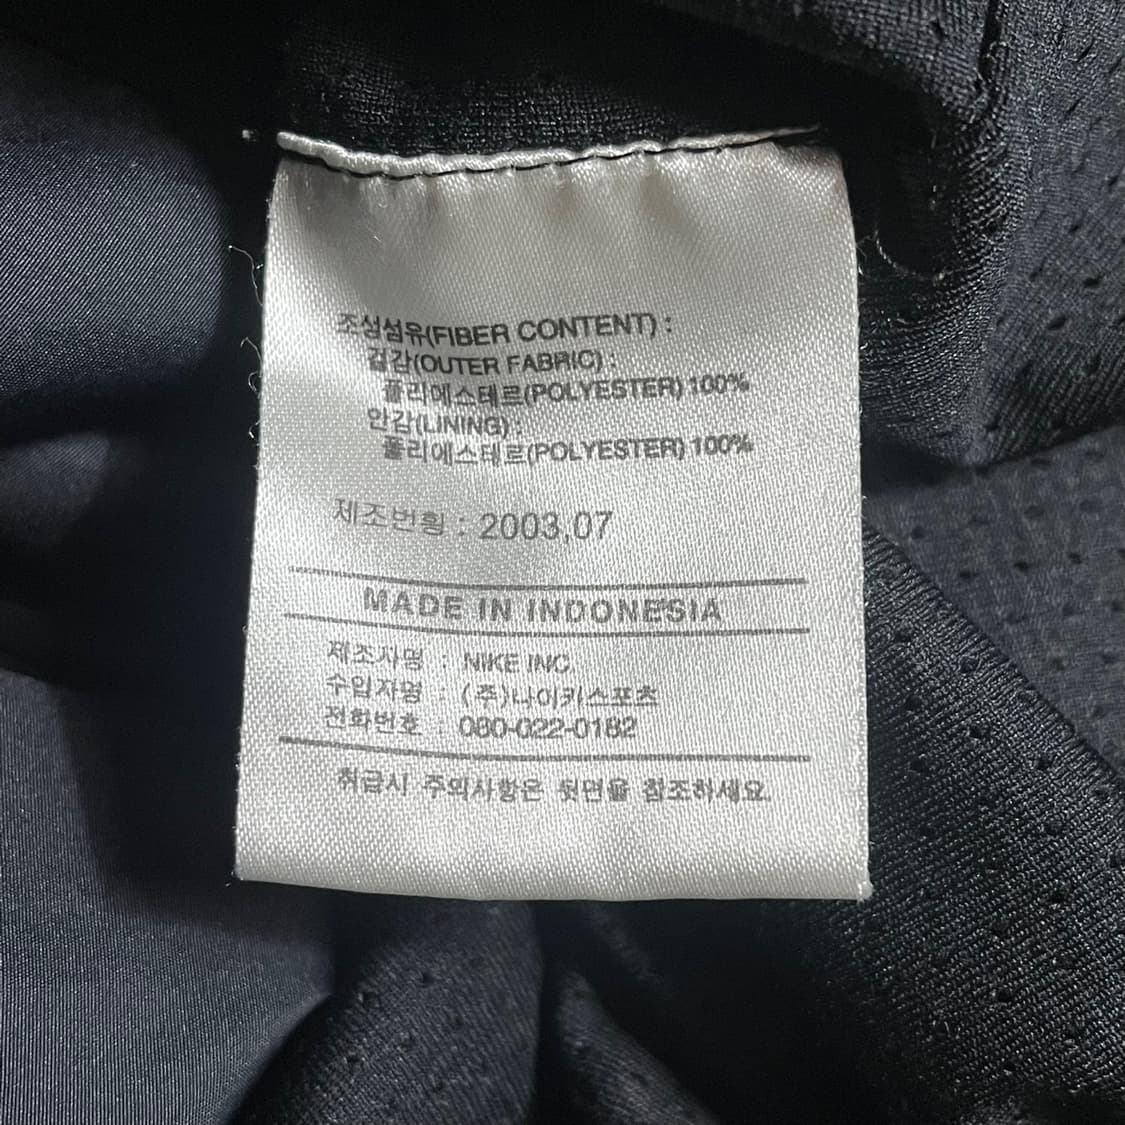 조성섬유(FIBER CONTENT) :
겉감(OUTER FABRIC) :
폴리에스테르(POLYESTER) 100%
안감(LINING) :
폴리에스테르(POLYESTER) 100%
제조번횡 : 2003,07
MADE IN INDONESIA
제조사명 : NIKE INC.
수입자명 : (주)나이키스포츠
전화번호 : 080-022-0182
취급시 주의사항은 뒷면을 참조하세요.